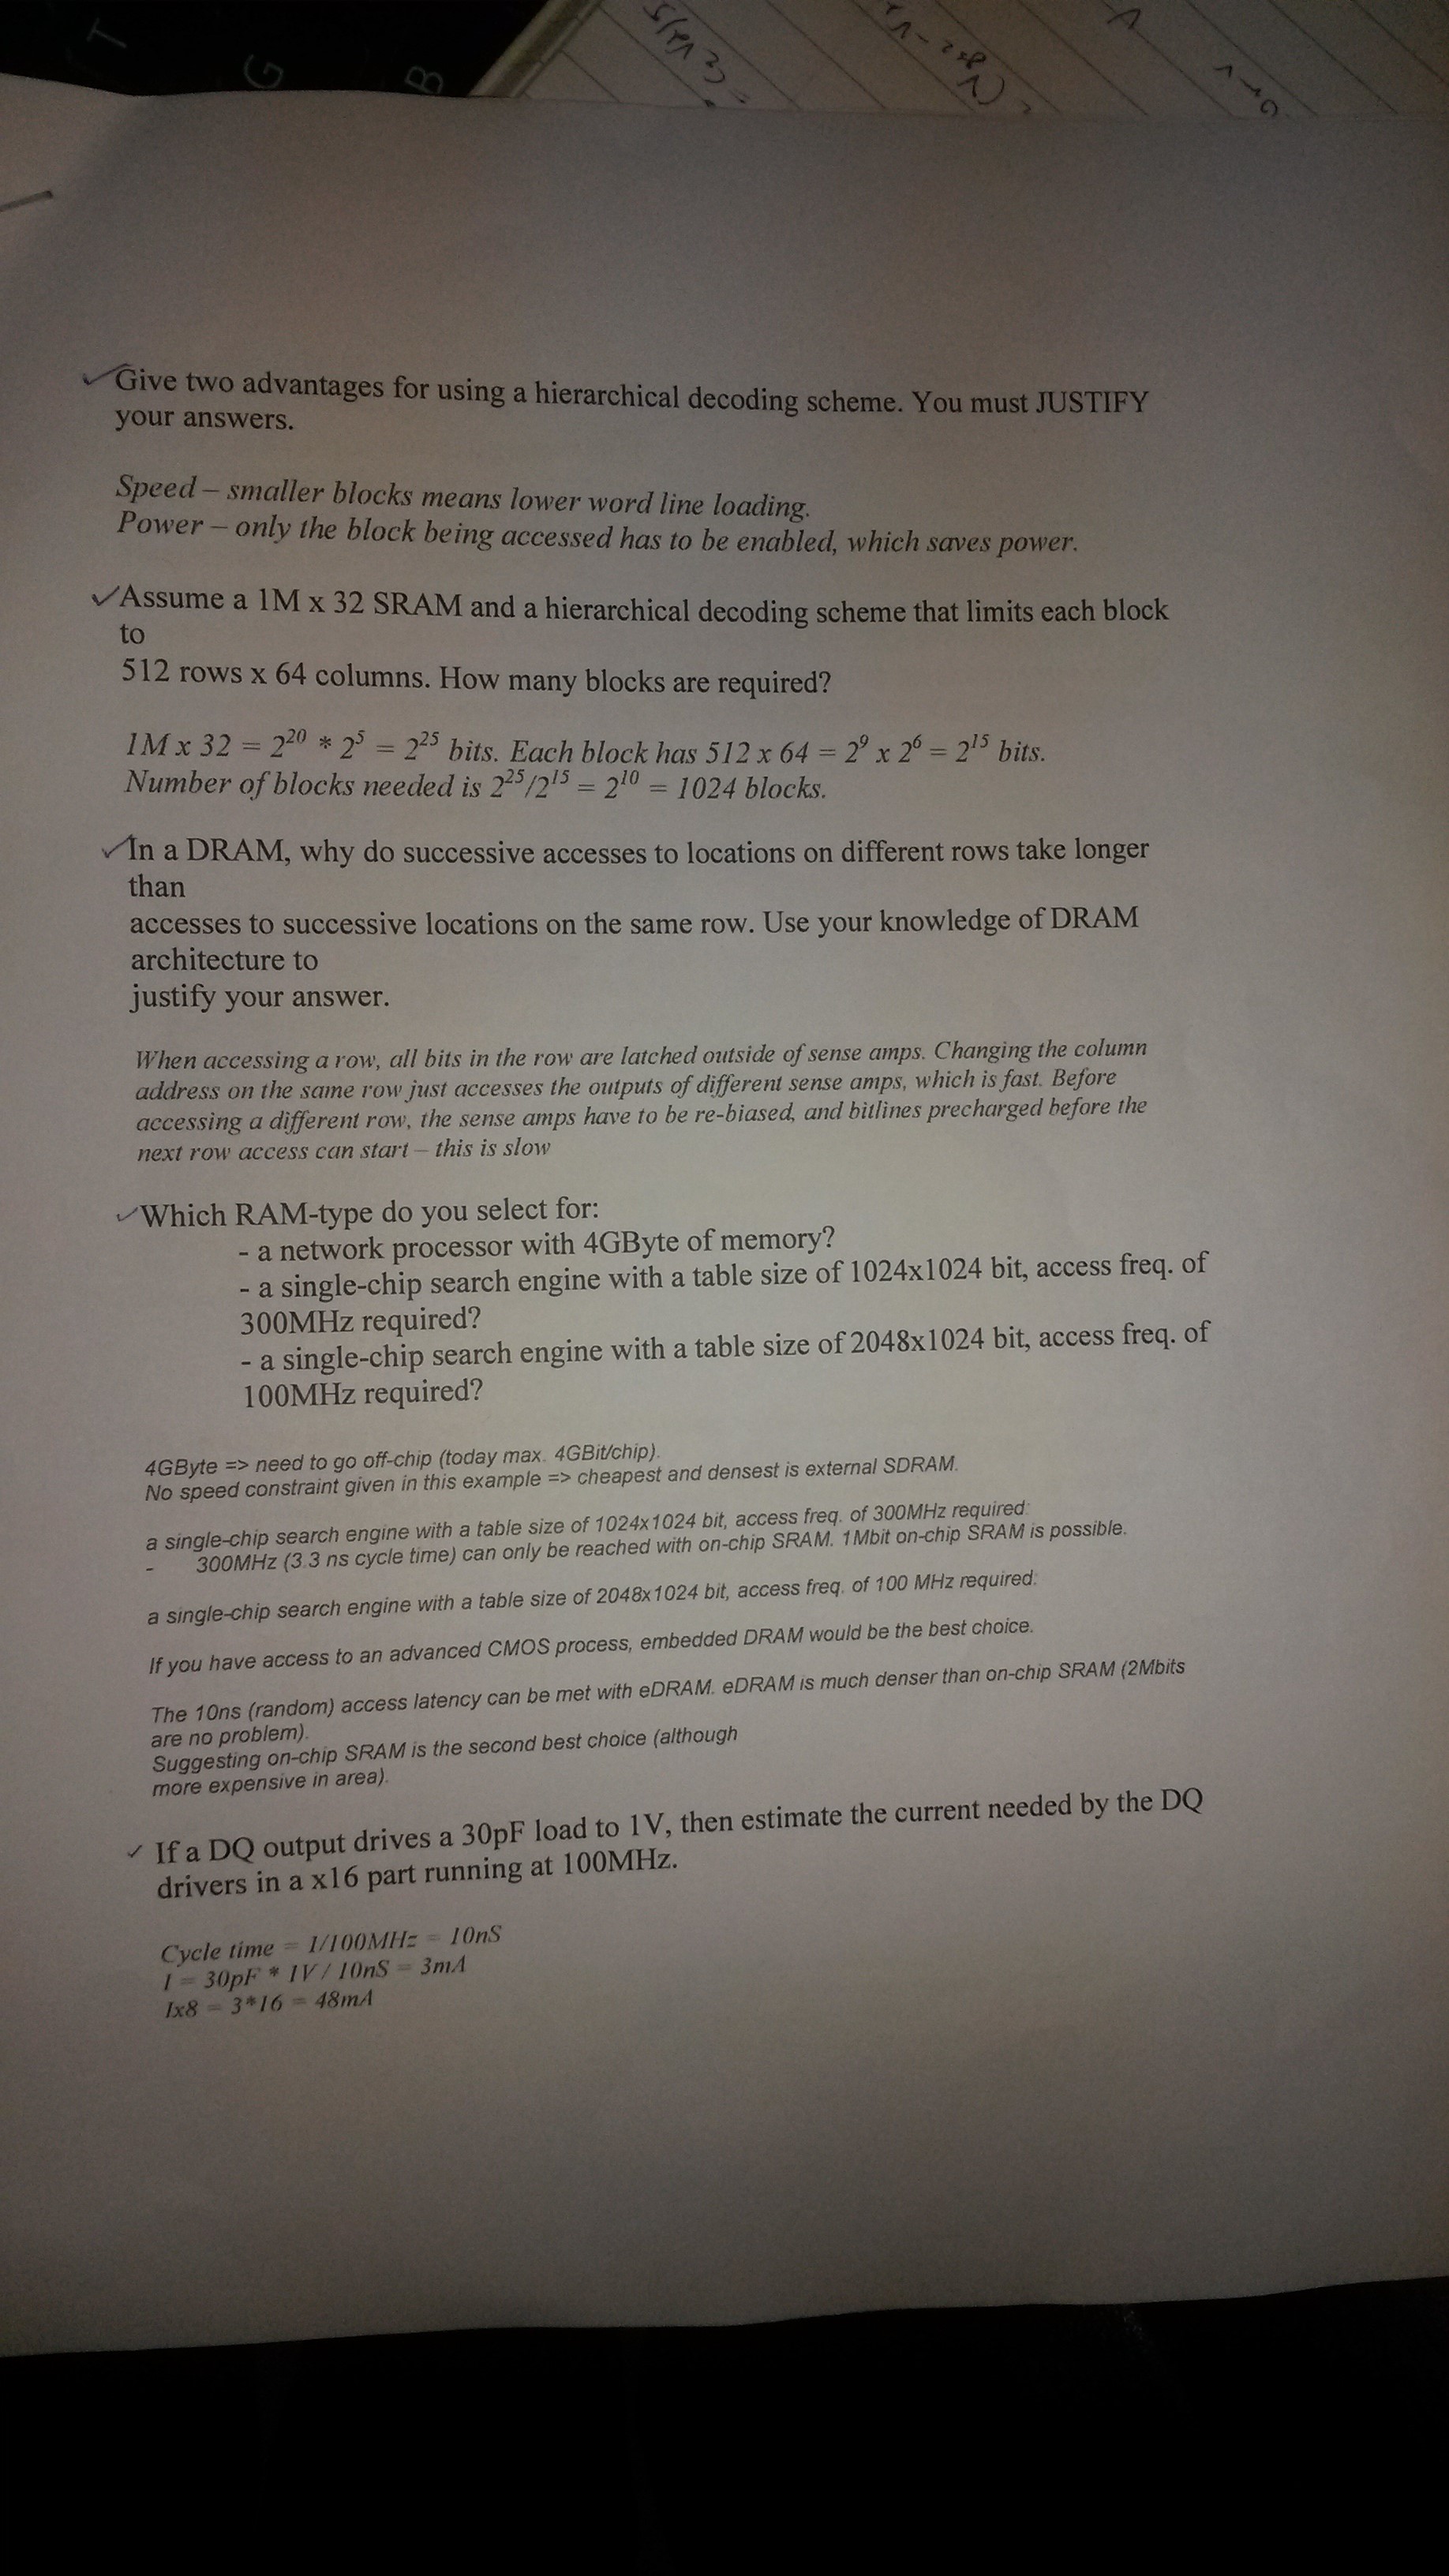 T G B
Give two advantages for using a hierarchical decoding scheme. You must JUSTIFY
your answers.
Speed – smaller blocks means lower word line loading.
Power – only the block being accessed has to be enabled, which saves power.
Assume a 1M x 32 SRAM and a hierarchical decoding scheme that limits each block
to
512 rows x 64 columns. How many blocks are required?
1M x 32 = 2^20 * 2^5 = 2^25 bits. Each block has 512 x 64 = 2^9 x 2^6 = 2^15 bits.
Number of blocks needed is 2^25/2^15 = 2^10 = 1024 blocks.
In a DRAM, why do successive accesses to locations on different rows take longer
than
accesses to successive locations on the same row. Use your knowledge of DRAM
architecture to
justify your answer.
When accessing a row, all bits in the row are latched outside of sense amps. Changing the column
address on the same row just accesses the outputs of different sense amps, which is fast. Before
accessing a different row, the sense amps have to be re-biased, and bitlines precharged before the
next row access can start – this is slow
Which RAM-type do you select for:
- a network processor with 4GByte of memory?
- a single-chip search engine with a table size of 1024x1024 bit, access freq. of
300MHz required?
- a single-chip search engine with a table size of 2048x1024 bit, access freq. of
100MHz required?
4GByte => need to go off-chip (today max. 4GBit/chip).
No speed constraint given in this example => cheapest and densest is external SDRAM.
a single-chip search engine with a table size of 1024x1024 bit, access freq. of 300MHz required:
- 300MHz (3.3 ns cycle time) can only be reached with on-chip SRAM. 1Mbit on-chip SRAM is possible.
a single-chip search engine with a table size of 2048x1024 bit, access freq. of 100 MHz required:
If you have access to an advanced CMOS process, embedded DRAM would be the best choice.
The 10ns (random) access latency can be met with eDRAM. eDRAM is much denser than on-chip SRAM (2Mbits
are no problem).
Suggesting on-chip SRAM is the second best choice (although
more expensive in area).
If a DQ output drives a 30pF load to 1V, then estimate the current needed by the DQ
drivers in a x16 part running at 100MHz.
Cycle time = 1/100MHz = 10nS
I = 30pF * 1V / 10nS = 3mA
Ix8 = 3*16 = 48mA